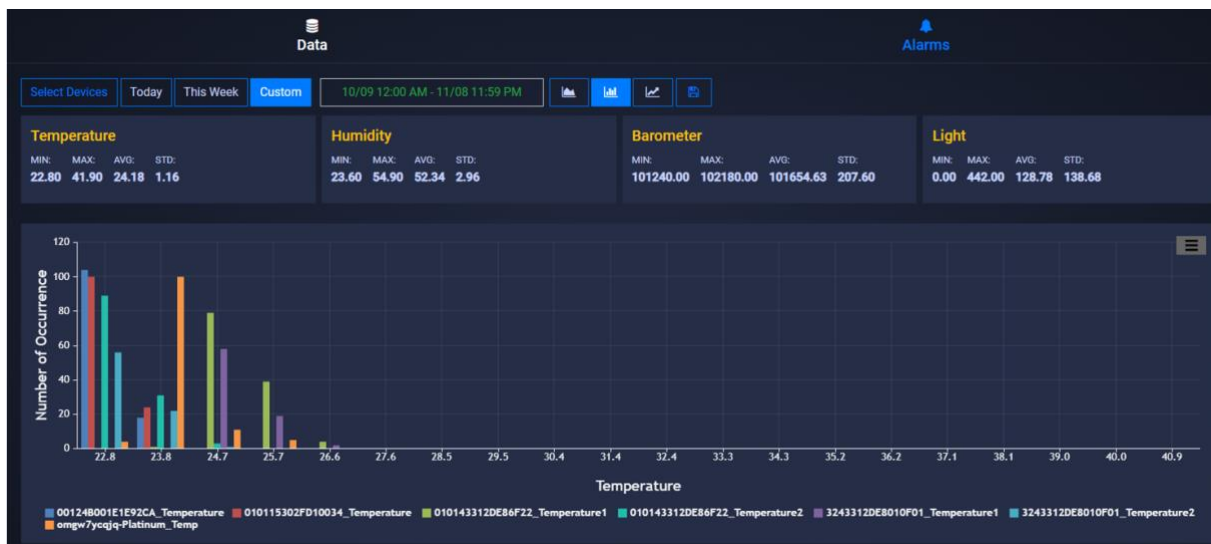 Data
Alarms
Select Devices Today This Week Custom 10/09 12:00 AM - 11/08 11:59 PM
Temperature
MIN: MAX: AVG: STD:
22.80 41.90 24.18 1.16
Humidity
MIN: MAX: AVG: STD:
23.60 54.90 52.34 2.96
Barometer
MIN: MAX: AVG: STD:
101240.00 102180.00 101654.63 207.60
Light
MIN: MAX: AVG: STD:
0.00 442.00 128.78 138.68
Number of Occurrence
120
100
80
60
40
20
0
22.8 23.8 24.7 25.7 26.6 27.6 28.5 29.5 30.4 31.4 32.4 33.3 34.3 35.2 36.2 37.1 38.1 39.0 40.0 40.9
Temperature
00124B001E1E92CA_Temperature 010115302FD10034_Temperature 010143312DE86F22_Temperature1 010143312DE86F22_Temperature2 3243312DE8010F01_Temperature1 3243312DE8010F01_Temperature2
omgw7ycqjq-Platinum_Temp